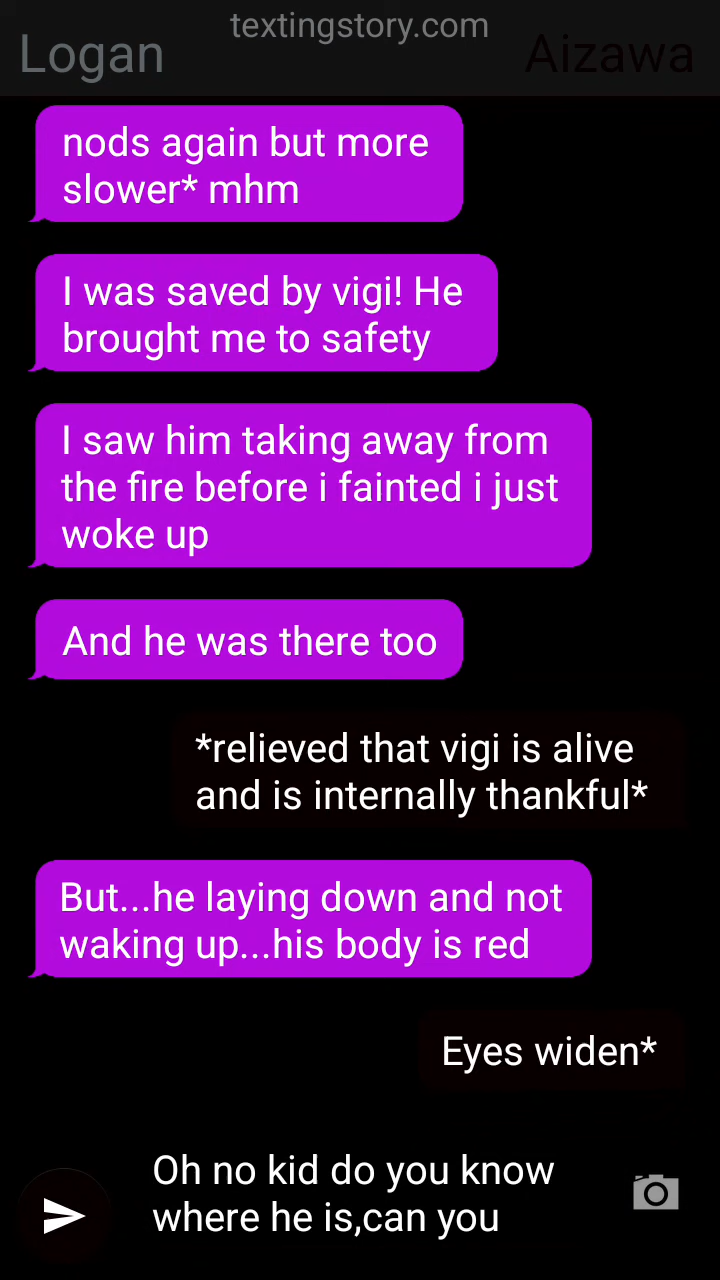 textingstory.com
Logan
Aizawa
nods again but more
slower* mhm
I was saved by vigi! He
brought me to safety
I saw him taking away from
the fire before i fainted i just
woke up
And he was there too
*relieved that vigi is alive
and is internally thankful*
But...he laying down and not
waking up...his body is red
Eyes widen*
Oh no kid do you know
where he is,can you